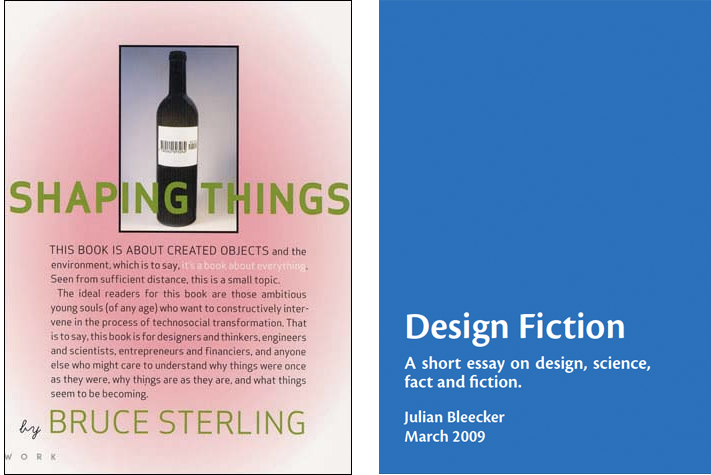 SHAPING THINGS
THIS BOOK IS ABOUT CREATED OBJECTS and the
environment, which is to say, it's a book about everything.
Seen from sufficient distance, this is a small topic.
The ideal readers for this book are those ambitious
young souls (of any age) who want to constructively inter-
vene in the process of technosocial transformation. That
is to say, this book is for designers and thinkers, engineers
and scientists, entrepreneurs and financiers, and anyone
else who might care to understand why things were once
as they were, why things are as they are, and what things
seem to be becoming.
by BRUCE STERLING
WORK
Design Fiction
A short essay on design, science,
fact and fiction.
Julian Bleecker
March 2009